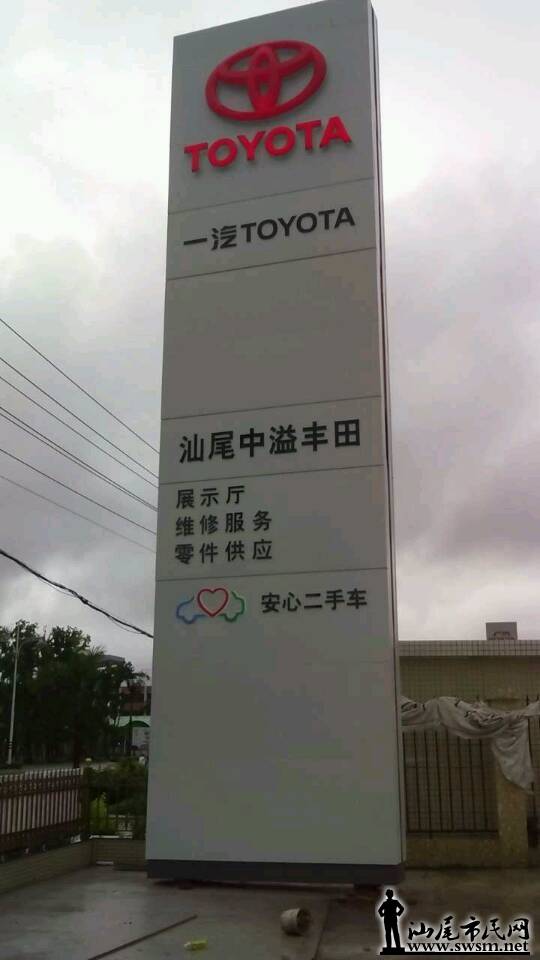 TOYOTA
一汽TOYOTA
汕尾中溢丰田
展示厅
维修服务
零件供应
安心二手车
汕尾市民网
www.swsm.net